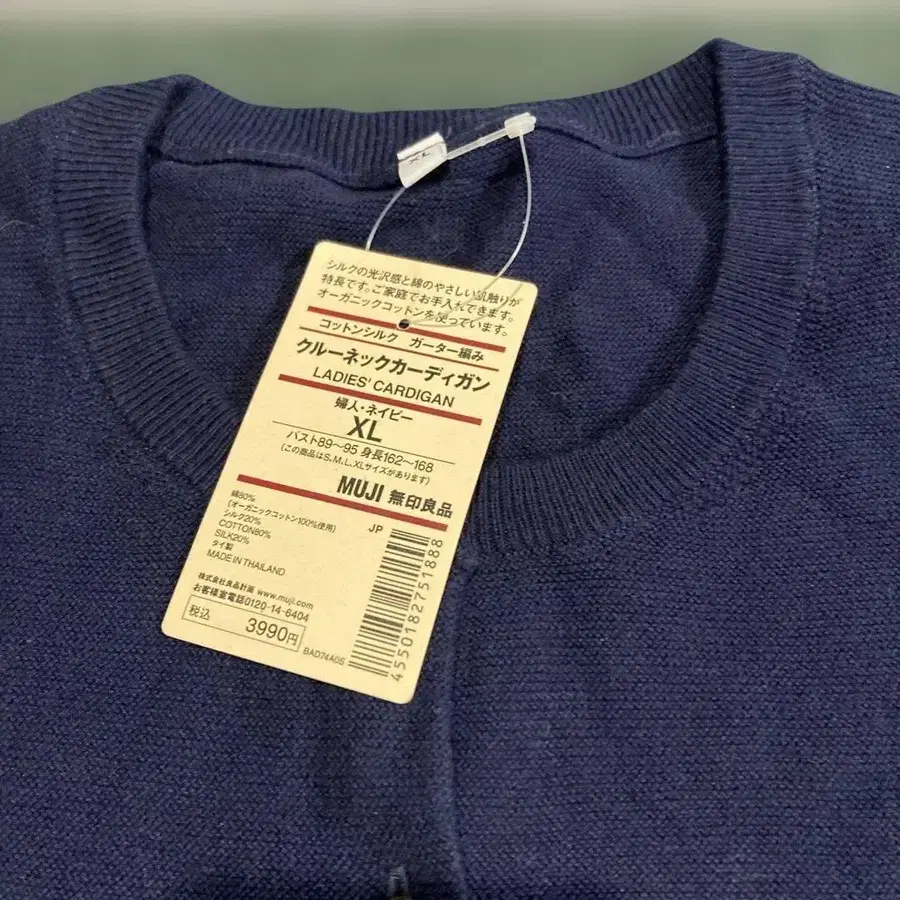 XL
シルクの光沢感と綿のやさしい肌触りが
特長です。ご家庭でお手入れできます。
オーガニックコットンを使っています。
コットンシルク ガーター編み
クルーネックカーディガン
LADIES' CARDIGAN
婦人・ネイビー
XL
バスト89〜95 身長162〜168
(この商品はS、M、L、XLサイズがあります)
MUJI 無印良品
JP
綿80%
(オーガニックコットン100%使用)
シルク20%
COTTON80%
SILK20%
タイ製
MADE IN THAILAND
株式会社良品計画 www.muji.com
お客様室電話0120-14-6404
税込 3990円
BAD74A0S
4550182751888